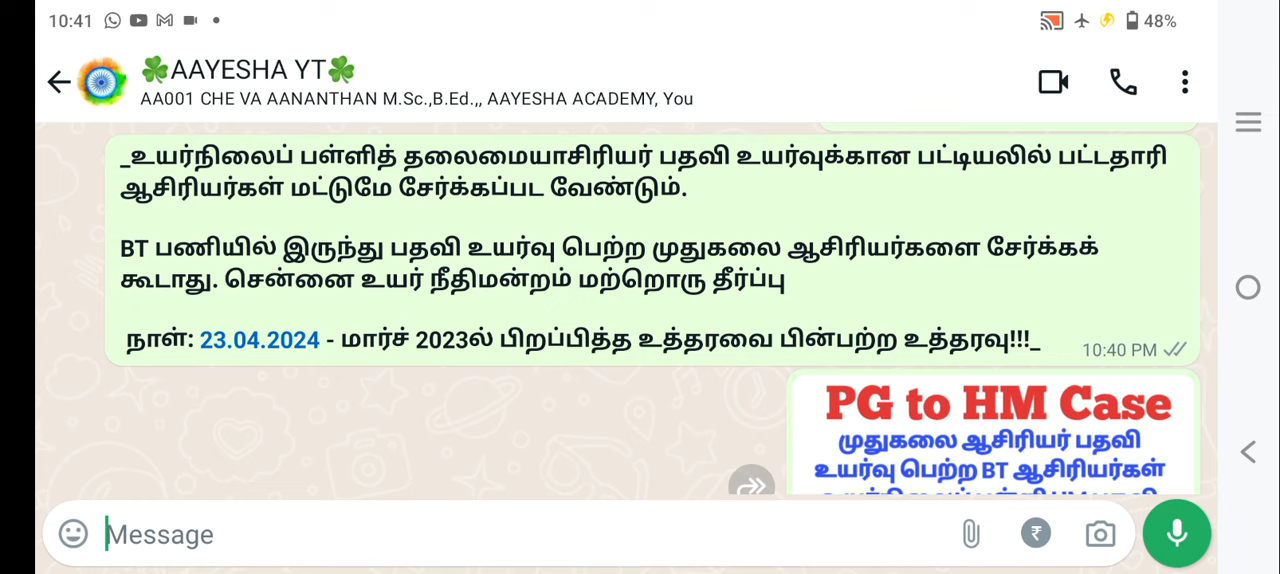 10:41 48%
☘️AAYESHA YT☘️
AA001 CHE VA AANANTHAN M.Sc.,B.Ed.,, AAYESHA ACADEMY, You
_உயர்நிலைப் பள்ளித் தலைமையாசிரியர் பதவி உயர்வுக்கான பட்டியலில் பட்டதாரி
ஆசிரியர்கள் மட்டுமே சேர்க்கப்பட வேண்டும்.
BT பணியில் இருந்து பதவி உயர்வு பெற்ற முதுகலை ஆசிரியர்களை சேர்க்கக்
கூடாது. சென்னை உயர் நீதிமன்றம் மற்றொரு தீர்ப்பு
நாள்: 23.04.2024 - மார்ச் 2023ல் பிறப்பித்த உத்தரவை பின்பற்ற உத்தரவு!!!_
10:40 PM
PG to HM Case
முதுகலை ஆசிரியர் பதவி
உயர்வு பெற்ற BT ஆசிரியர்கள்
Message